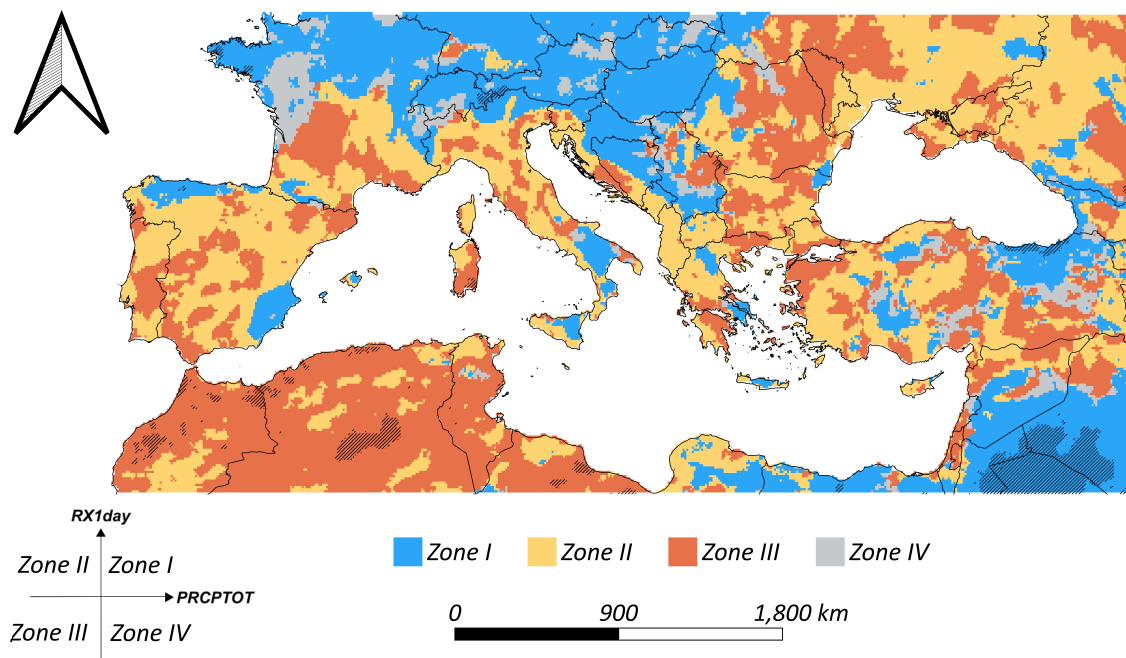 RX1day
Zone II Zone I
PRCPTOT
Zone III Zone IV
Zone I Zone II Zone III Zone IV
0 900 1,800 km